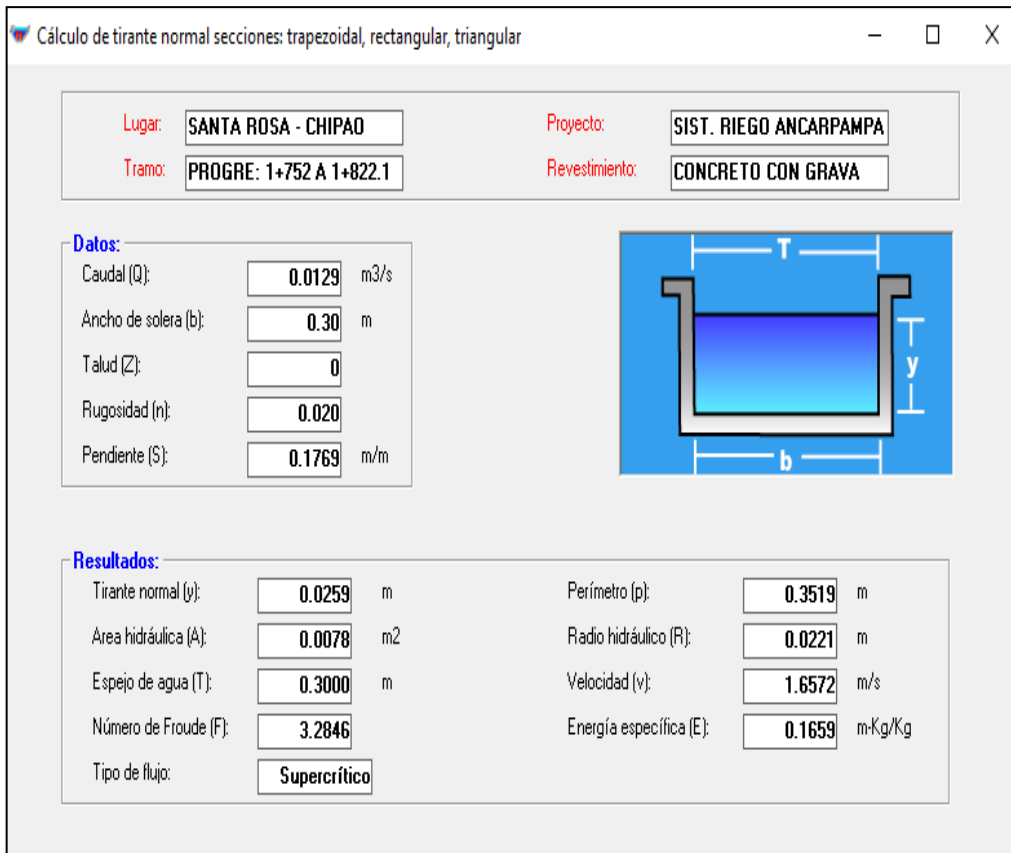 Cálculo de tirante normal secciones: trapezoidal, rectangular, triangular
Lugar: SANTA ROSA - CHIPAO Proyecto: SIST. RIEGO ANCARPAMPA
Tramo: PROGRE: 1+752 A 1+822.1 Revestimiento: CONCRETO CON GRAVA
Datos:
Caudal (Q): 0.0129 m3/s
Ancho de solera (b): 0.30 m
Talud (Z): 0
Rugosidad (n): 0.020
Pendiente (S): 0.1769 m/m
T
y
b
Resultados:
Tirante normal (y): 0.0259 m Perímetro (p): 0.3519 m
Area hidráulica (A): 0.0078 m2 Radio hidráulico (R): 0.0221 m
Espejo de agua (T): 0.3000 m Velocidad (v): 1.6572 m/s
Número de Froude (F): 3.2846 Energía específica (E): 0.1659 m-Kg/Kg
Tipo de flujo: Supercrítico